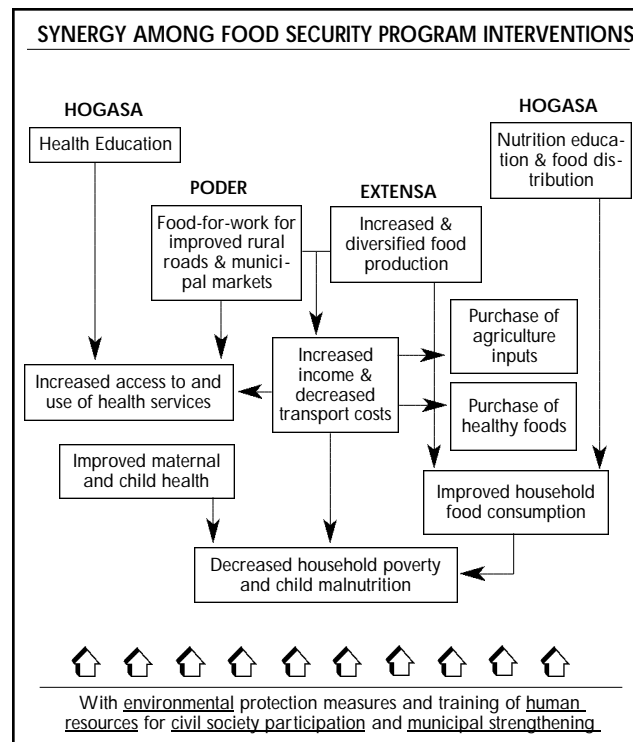 SYNERGY AMONG FOOD SECURITY PROGRAM INTERVENTIONS
HOGASA
Health Education
HOGASA
Nutrition educa-
tion & food dis-
tribution
PODER
Food-for-work for
improved rural
roads & munici-
pal markets
EXTENSA
Increased &
diversified food
production
Purchase of
agriculture
inputs
Increased
income &
decreased
transport costs
Increased access to and
use of health services
Purchase of
healthy foods
Improved maternal
and child health
Improved household
food consumption
Decreased household poverty
and child malnutrition
With environmental protection measures and training of human
resources for civil society participation and municipal strengthening